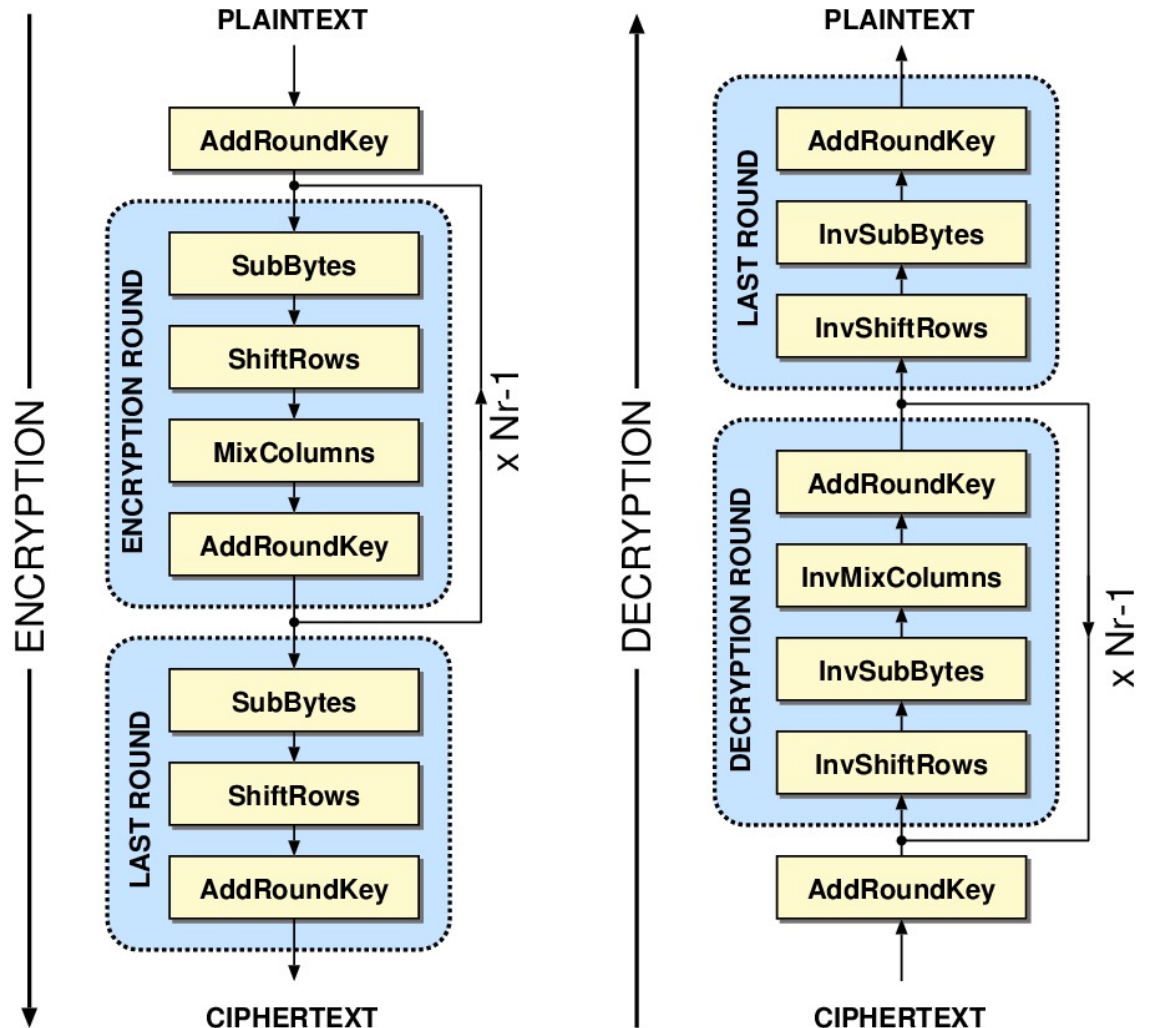 PLAINTEXT
AddRoundKey
ENCRYPTION ROUND
SubBytes
ShiftRows
MixColumns
AddRoundKey
x Nr-1
ENCRYPTION
LAST ROUND
SubBytes
ShiftRows
AddRoundKey
CIPHERTEXT
PLAINTEXT
LAST ROUND
AddRoundKey
InvSubBytes
InvShiftRows
DECRYPTION
DECRYPTION ROUND
AddRoundKey
InvMixColumns
InvSubBytes
InvShiftRows
x Nr-1
AddRoundKey
CIPHERTEXT